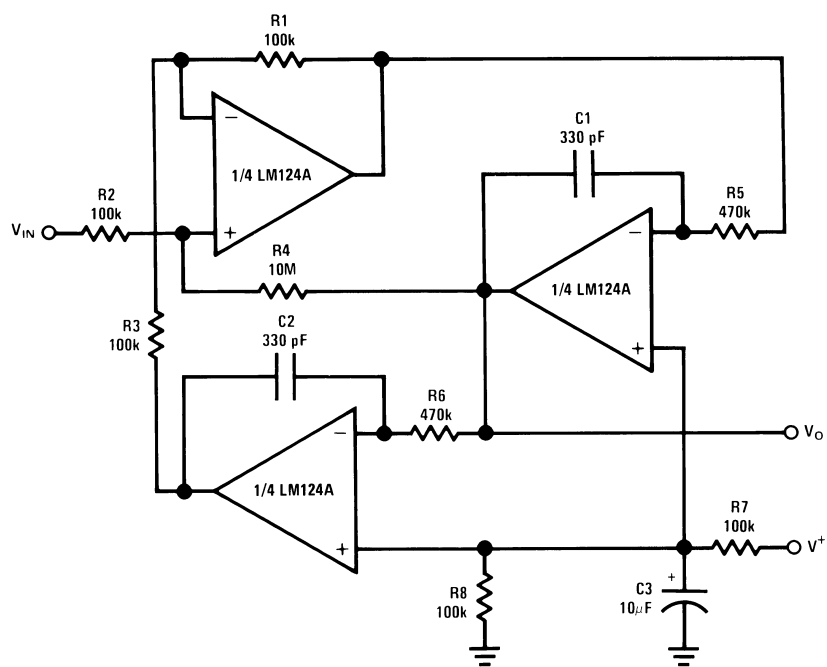 R1
100k
−
1/4 LM124A
+
R2
100k
VIN
R4
10M
C1
330 pF
R5
470k
−
1/4 LM124A
+
R3
100k
C2
330 pF
R6
470k
−
1/4 LM124A
+
VO
R7
100k
V+
R8
100k
+
C3
10μF